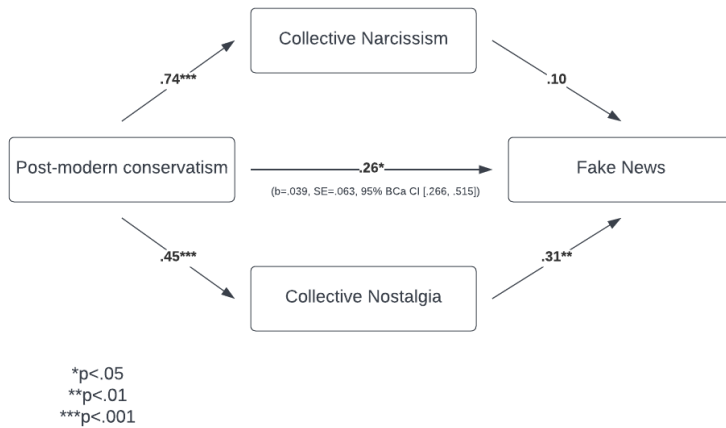 Collective Narcissism
.74***
.10
Post-modern conservatism
.26*
Fake News
(b=.039, SE=.063, 95% BCa CI [.266, .515])
.45***
.31**
Collective Nostalgia
*p<.05
**p<.01
***p<.001